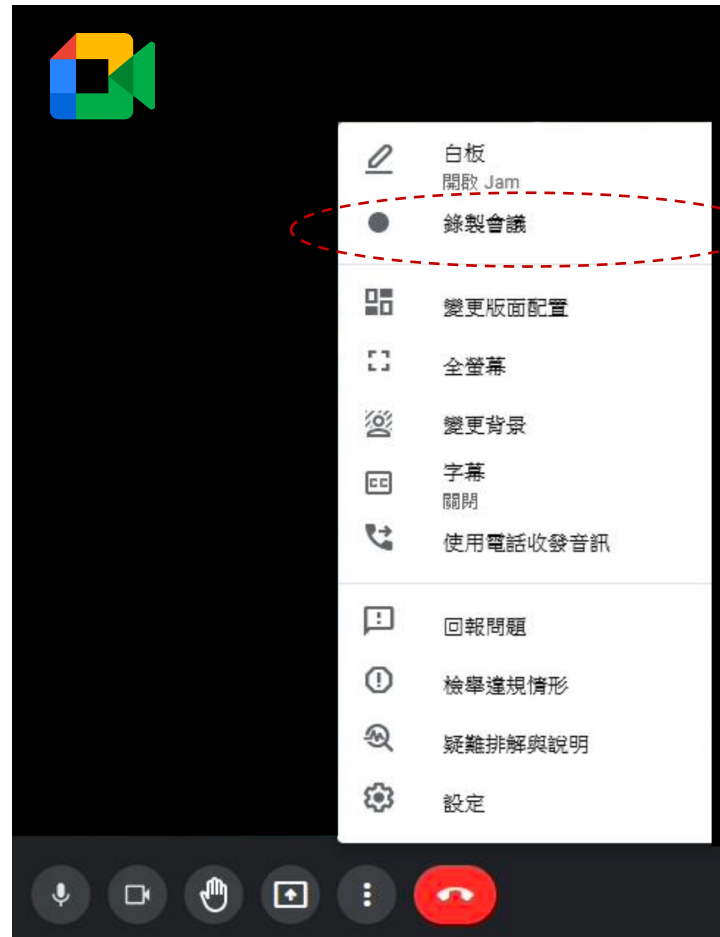 白板
開啟 Jam
錄製會議
變更版面配置
全螢幕
變更背景
字幕
關閉
使用電話收發音訊
回報問題
檢舉違規情形
疑難排解與說明
設定